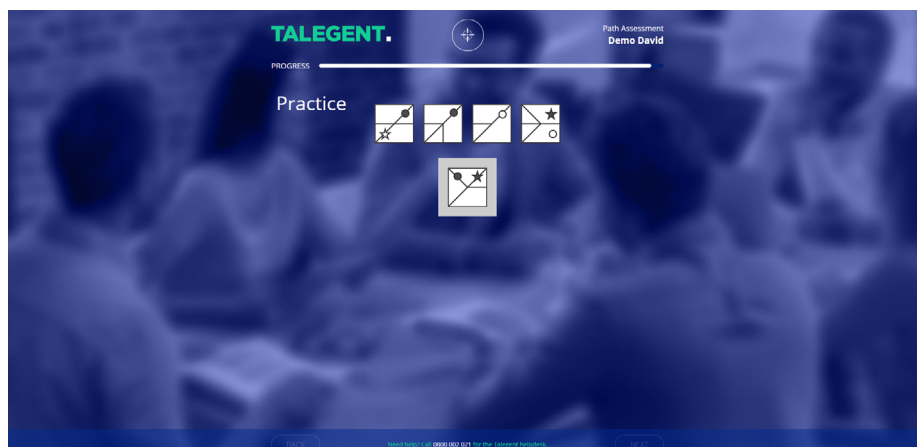 TALEGENT.
Path Assessment
Demo David
PROGRESS
Practice
BACK
Need help? Call 0800 002 021 for the Talegent helpdesk
NEXT